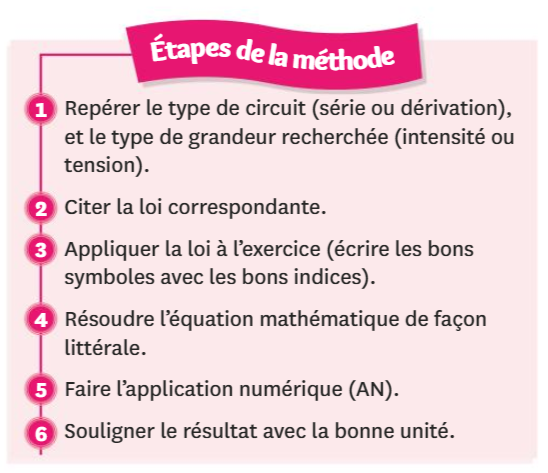 Étapes de la méthode
1 Repérer le type de circuit (série ou dérivation),
et le type de grandeur recherchée (intensité ou
tension).
2 Citer la loi correspondante.
3 Appliquer la loi à l’exercice (écrire les bons
symboles avec les bons indices).
4 Résoudre l’équation mathématique de façon
littérale.
5 Faire l’application numérique (AN).
6 Souligner le résultat avec la bonne unité.